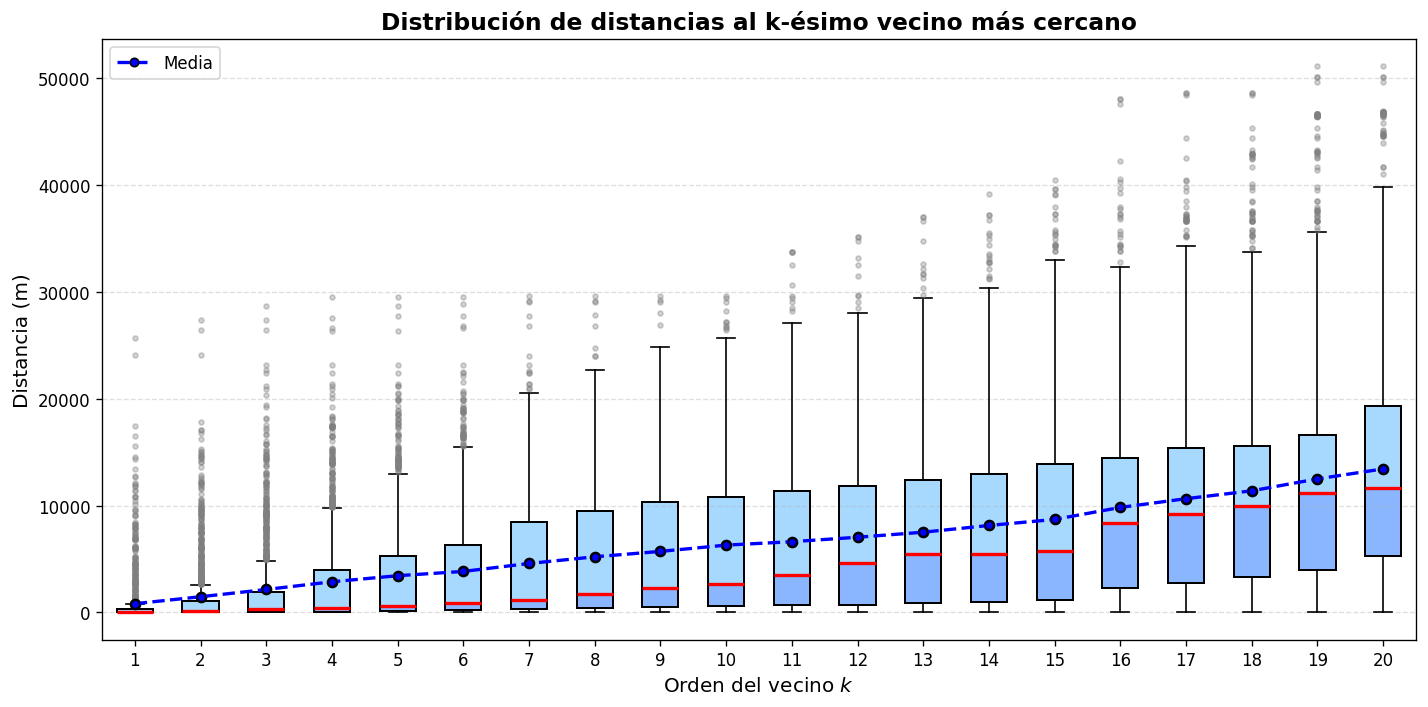 Distribución de distancias al k-ésimo vecino más cercano
Media
Distancia (m)
50000
40000
30000
20000
10000
0
1 2 3 4 5 6 7 8 9 10 11 12 13 14 15 16 17 18 19 20
Orden del vecino k